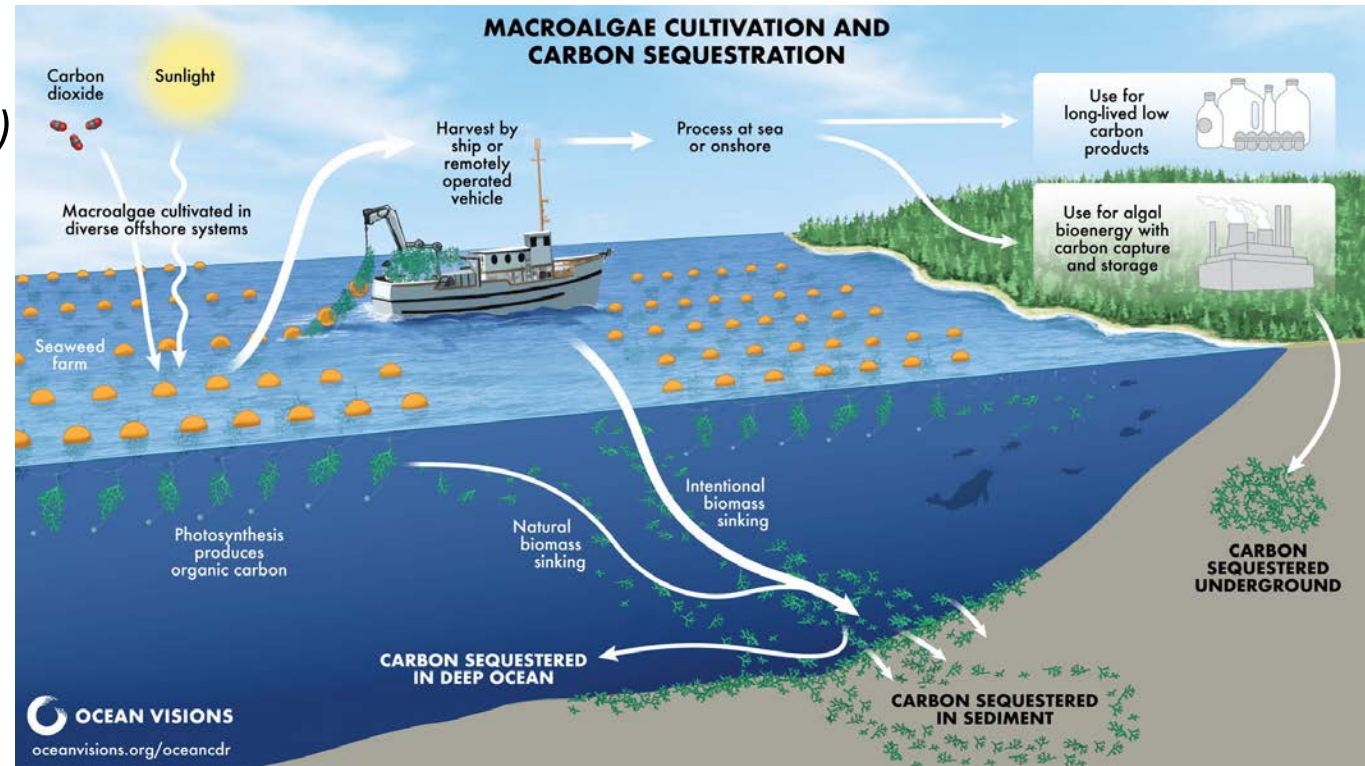 MACROALGAE CULTIVATION AND
CARBON SEQUESTRATION
)
Carbon
dioxide
Sunlight
Macroalgae cultivated in
diverse offshore systems
Harvest by
ship or
remotely
operated
vehicle
Process at sea
or onshore
Use for
long-lived low
carbon
products
Use for algal
bioenergy with
carbon capture
and storage
Seaweed
farm
Photosynthesis
produces
organic carbon
Natural
biomass
sinking
Intentional
biomass
sinking
CARBON
SEQUESTERED
UNDERGROUND
CARBON SEQUESTERED
IN DEEP OCEAN
CARBON SEQUESTERED
IN SEDIMENT
OCEAN VISIONS
oceanvisions.org/oceancdr